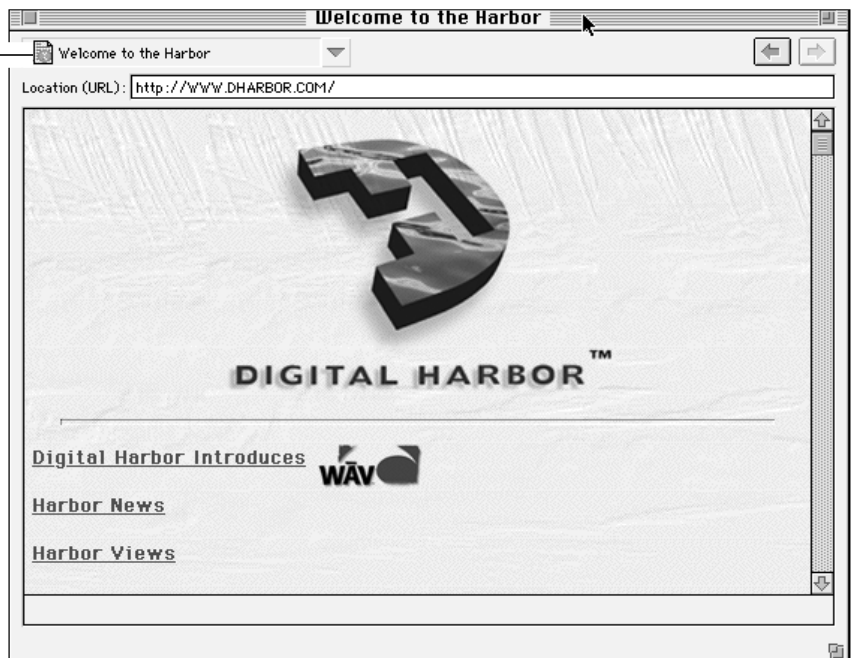 Welcome to the Harbor
Welcome to the Harbor
Location (URL): http://WWW.DHARBOR.COM/
DIGITAL HARBOR™
Digital Harbor Introduces WĀV
Harbor News
Harbor Views